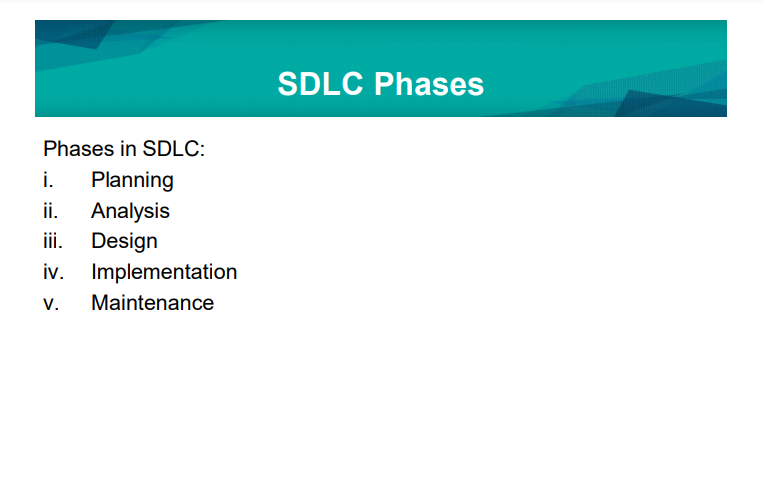 SDLC Phases
Phases in SDLC:
i. Planning
ii. Analysis
iii. Design
iv. Implementation
v. Maintenance